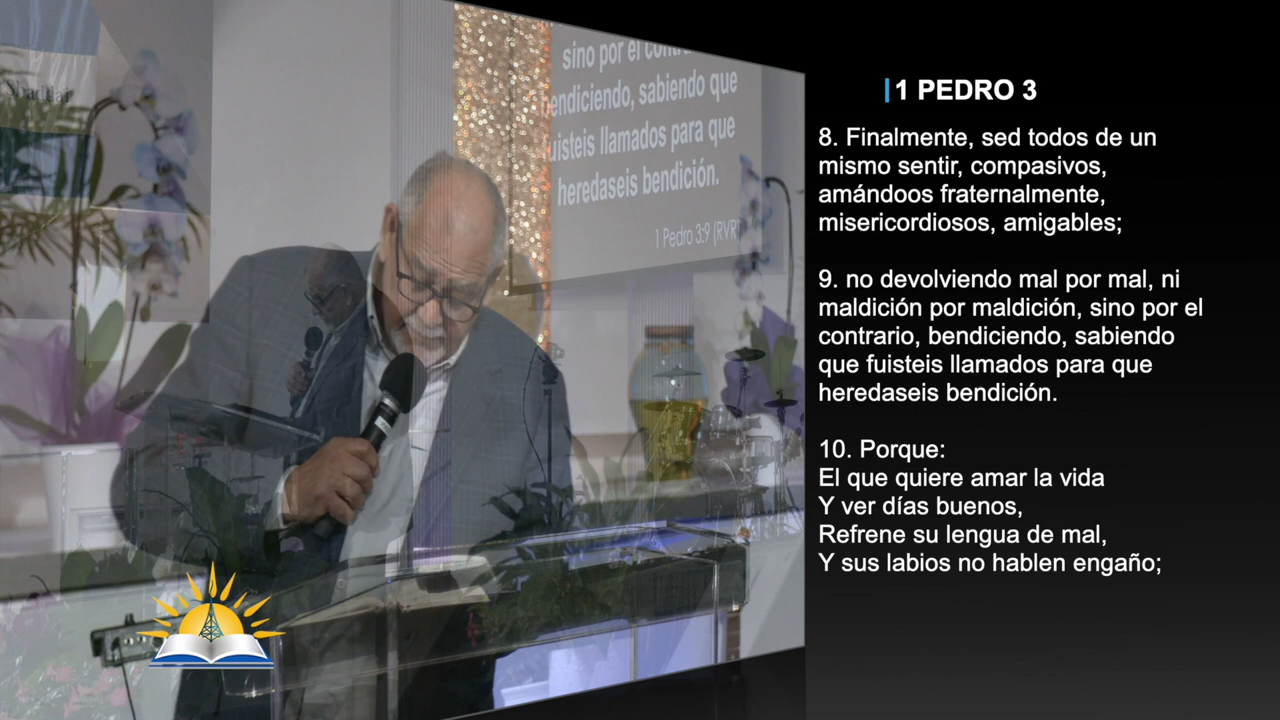 sino por el
bendiciendo, sabiendo que
fuisteis llamados para que
heredaseis bendición.
1 Pedro 3:9 (RVR
1 PEDRO 3
8. Finalmente, sed todos de un
mismo sentir, compasivos,
amándoos fraternalmente,
misericordiosos, amigables;
9. no devolviendo mal por mal, ni
maldición por maldición, sino por el
contrario, bendiciendo, sabiendo
que fuisteis llamados para que
heredaseis bendición.
10. Porque:
El que quiere amar la vida
Y ver días buenos,
Refrene su lengua de mal,
Y sus labios no hablen engaño;